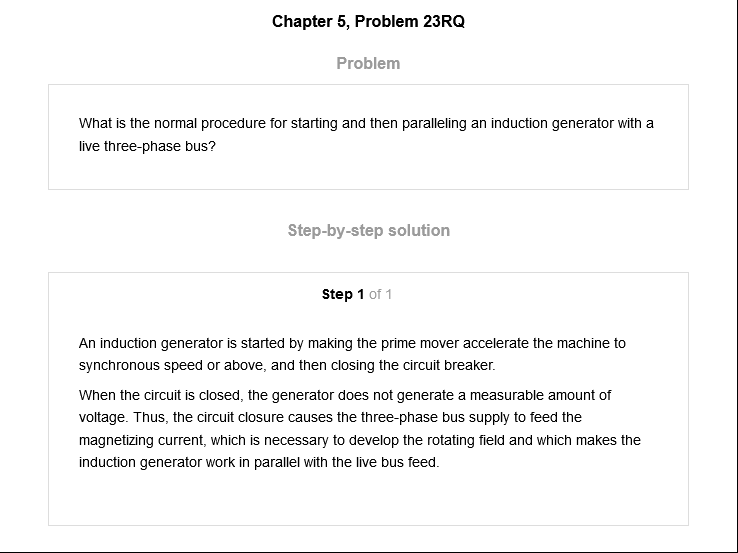 Chapter 5, Problem 23RQ
Problem
What is the normal procedure for starting and then paralleling an induction generator with a
live three-phase bus?
Step-by-step solution
Step 1 of 1
An induction generator is started by making the prime mover accelerate the machine to
synchronous speed or above, and then closing the circuit breaker.
When the circuit is closed, the generator does not generate a measurable amount of
voltage. Thus, the circuit closure causes the three-phase bus supply to feed the
magnetizing current, which is necessary to develop the rotating field and which makes the
induction generator work in parallel with the live bus feed.